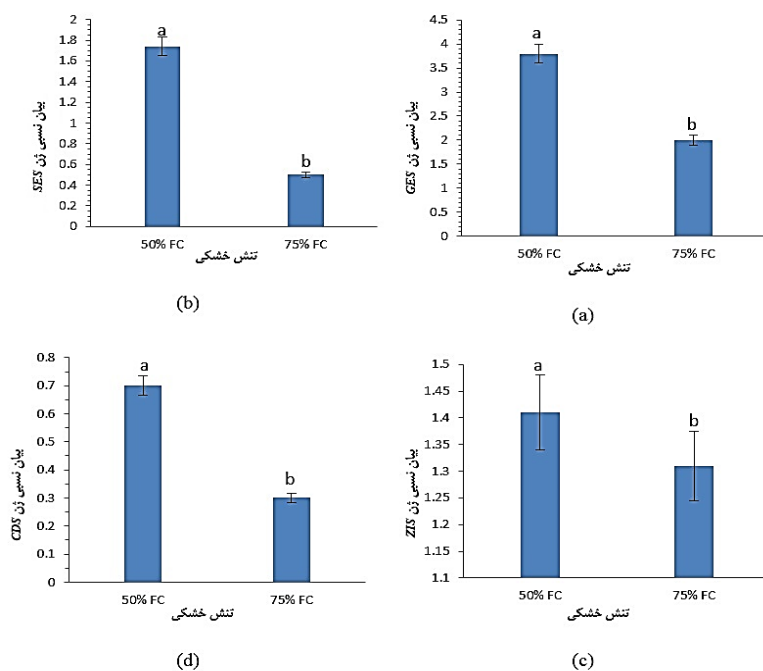 2
1.8
1.6
1.4
1.2
1
0.8
0.6
0.4
0.2
0
a
b
بیان نسبی ژن SES
50% FC
75% FC
تنش خشکی
(b)
4.5
4
3.5
3
2.5
2
1.5
1
0.5
0
a
b
بیان نسبی ژن GES
50% FC
75% FC
تنش خشکی
(a)
0.8
0.7
0.6
0.5
0.4
0.3
0.2
0.1
0
a
b
بیان نسبی ژن CDS
50% FC
75% FC
تنش خشکی
(d)
1.5
1.45
1.4
1.35
1.3
1.25
1.2
1.15
1.1
a
b
بیان نسبی ژن ZIS
50% FC
75% FC
تنش خشکی
(c)